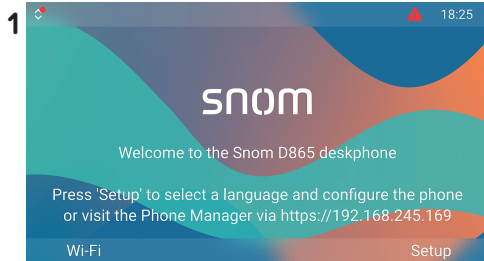 1
18:25
snom
Welcome to the Snom D865 deskphone
Press 'Setup' to select a language and configure the phone
or visit the Phone Manager via https://192.168.245.169
Wi-Fi Setup